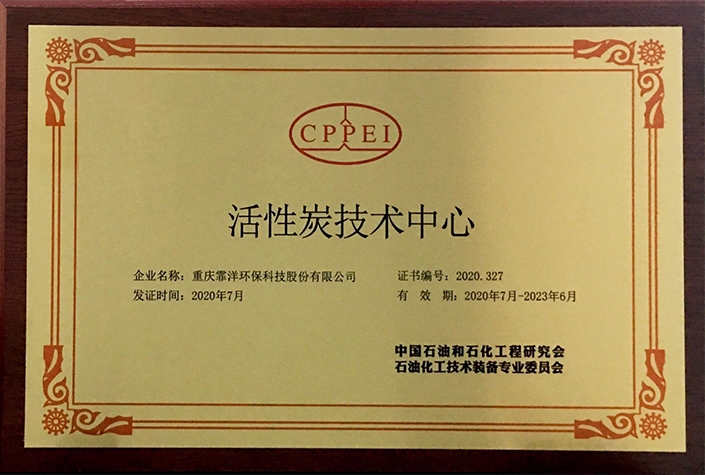 CPPEI
活性炭技术中心
企业名称：重庆霏洋环保科技股份有限公司
证书编号：2020.327
发证时间：2020年7月
有 效 期：2020年7月-2023年6月
中国石油和石化工程研究会
石油化工技术装备专业委员会